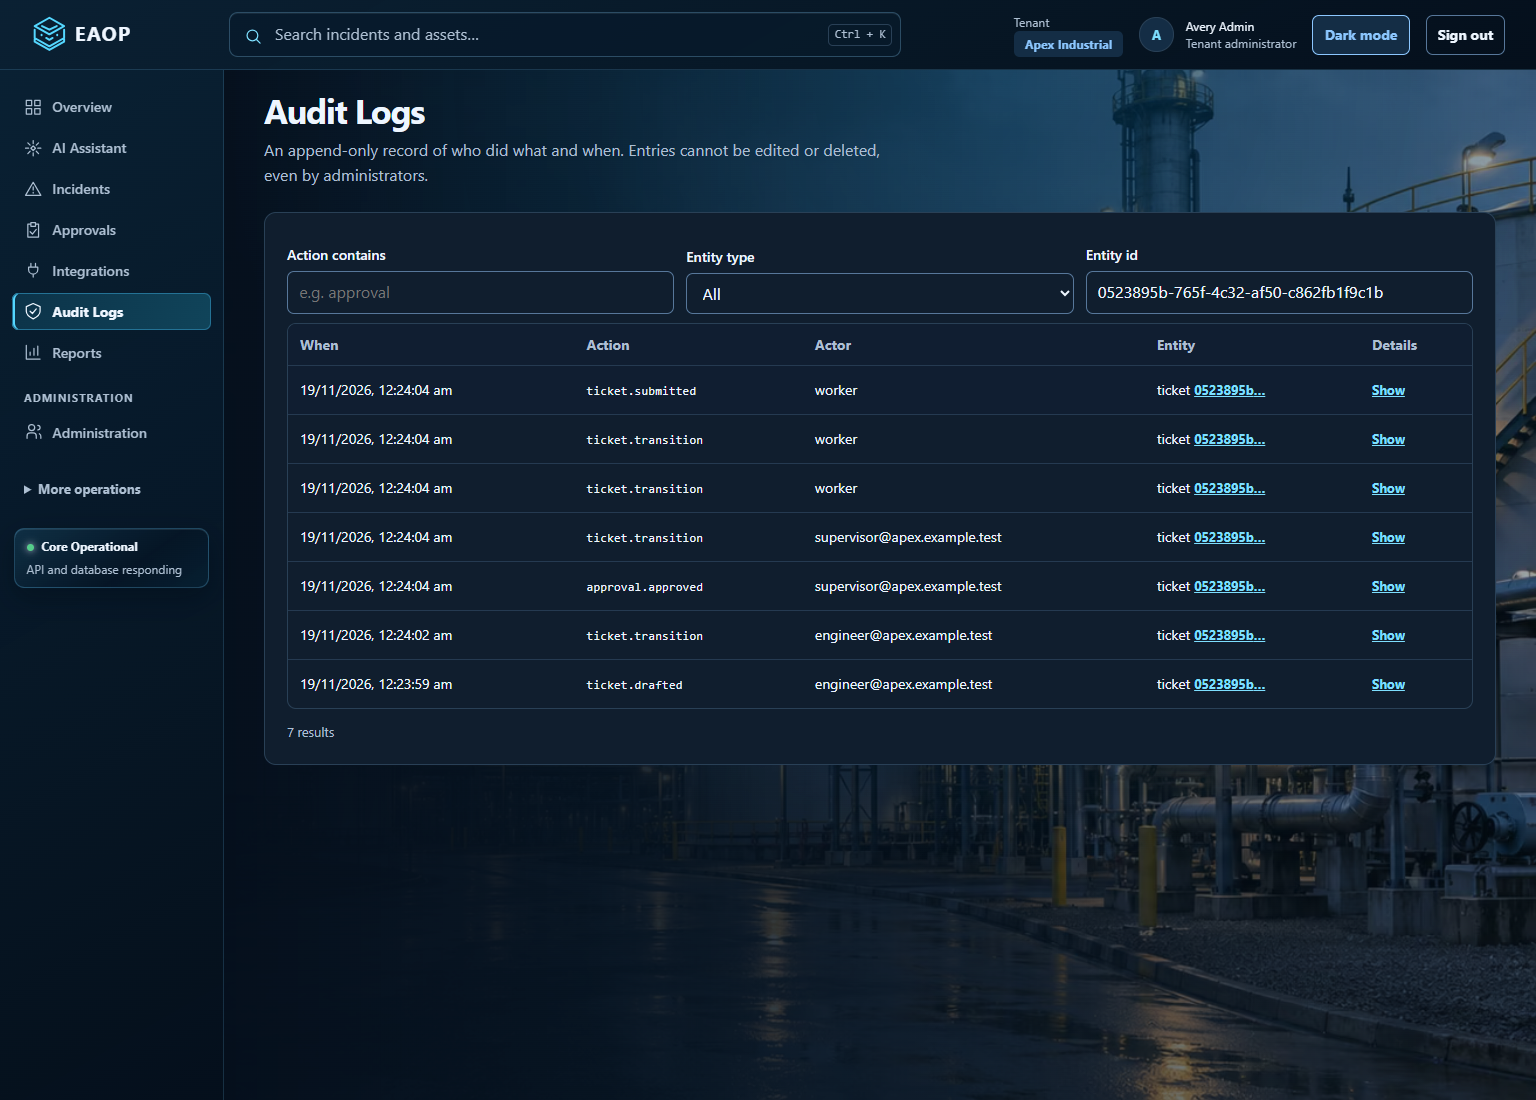 EAOP
Search incidents and assets...
Ctrl + K
Tenant
Apex Industrial
A
Avery Admin
Tenant administrator
Dark mode
Sign out
Overview
AI Assistant
Incidents
Approvals
Integrations
Audit Logs
Reports
ADMINISTRATION
Administration
More operations
Core Operational
API and database responding
Audit Logs
An append-only record of who did what and when. Entries cannot be edited or deleted,
even by administrators.
Action contains
e.g. approval
Entity type
All
Entity id
0523895b-765f-4c32-af50-c862fb1f9c1b
When Action Actor Entity Details
19/11/2026, 12:24:04 am ticket.submitted worker ticket 0523895b... Show
19/11/2026, 12:24:04 am ticket.transition worker ticket 0523895b... Show
19/11/2026, 12:24:04 am ticket.transition worker ticket 0523895b... Show
19/11/2026, 12:24:04 am ticket.transition supervisor@apex.example.test ticket 0523895b... Show
19/11/2026, 12:24:04 am approval.approved supervisor@apex.example.test ticket 0523895b... Show
19/11/2026, 12:24:02 am ticket.transition engineer@apex.example.test ticket 0523895b... Show
19/11/2026, 12:23:59 am ticket.drafted engineer@apex.example.test ticket 0523895b... Show
7 results